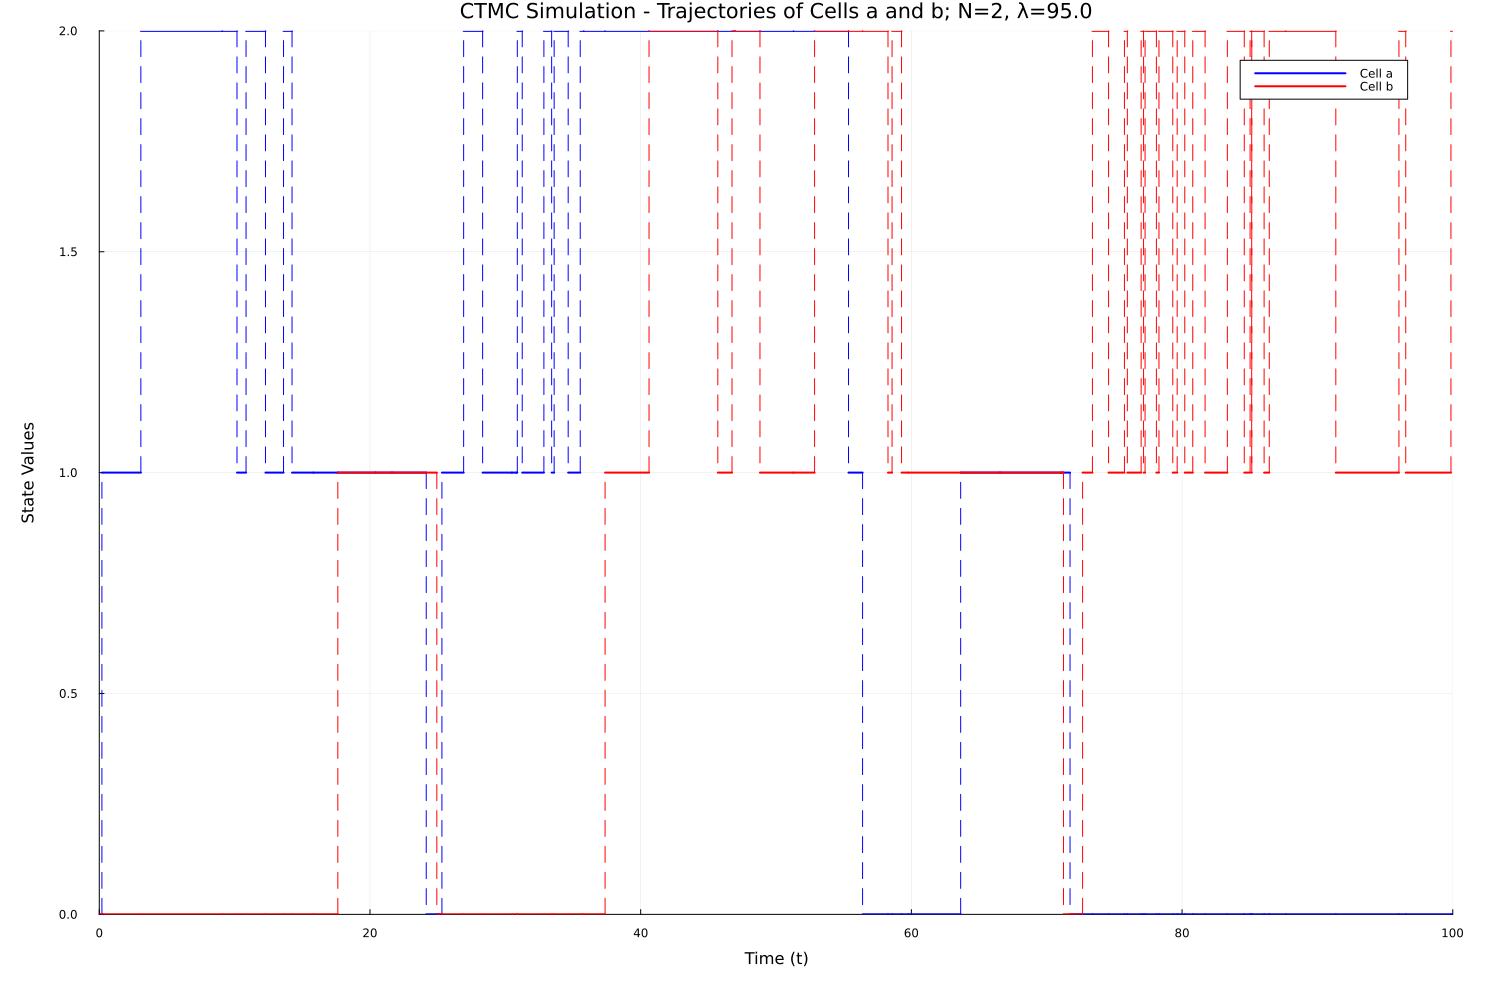 CTMC Simulation - Trajectories of Cells a and b; N=2, λ=95.0
2.0
Cell a
Cell b
1.5
1.0
State Values
0.5
0.0
0 20 40 60 80 100
Time (t)